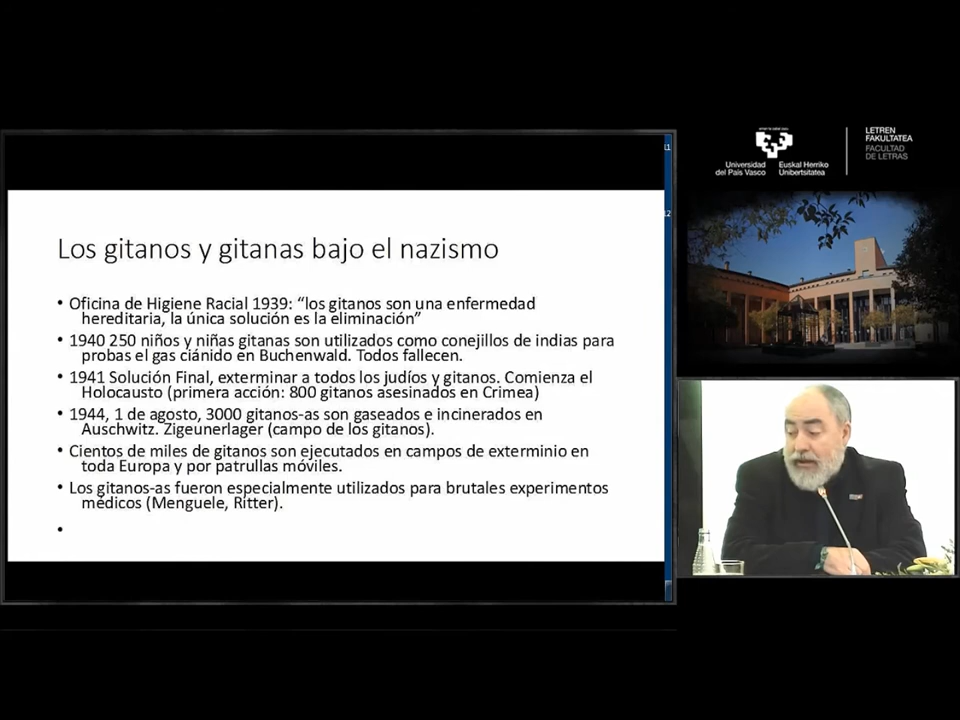 Los gitanos y gitanas bajo el nazismo
• Oficina de Higiene Racial 1939: “los gitanos son una enfermedad
hereditaria, la única solución es la eliminación”
• 1940 250 niños y niñas gitanas son utilizados como conejillos de indias para
probas el gas ciánido en Buchenwald. Todos fallecen.
• 1941 Solución Final, exterminar a todos los judíos y gitanos. Comienza el
Holocausto (primera acción: 800 gitanos asesinados en Crimea)
• 1944, 1 de agosto, 3000 gitanos-as son gaseados e incinerados en
Auschwitz. Zigeunerlager (campo de los gitanos).
• Cientos de miles de gitanos son ejecutados en campos de exterminio en
toda Europa y por patrullas móviles.
• Los gitanos-as fueron especialmente utilizados para brutales experimentos
médicos (Menguele, Ritter).
•
11
12
Universidad
del País Vasco
Euskal Herriko
Unibertsitatea
LETREN
FAKULTATEA
FACULTAD
DE LETRAS